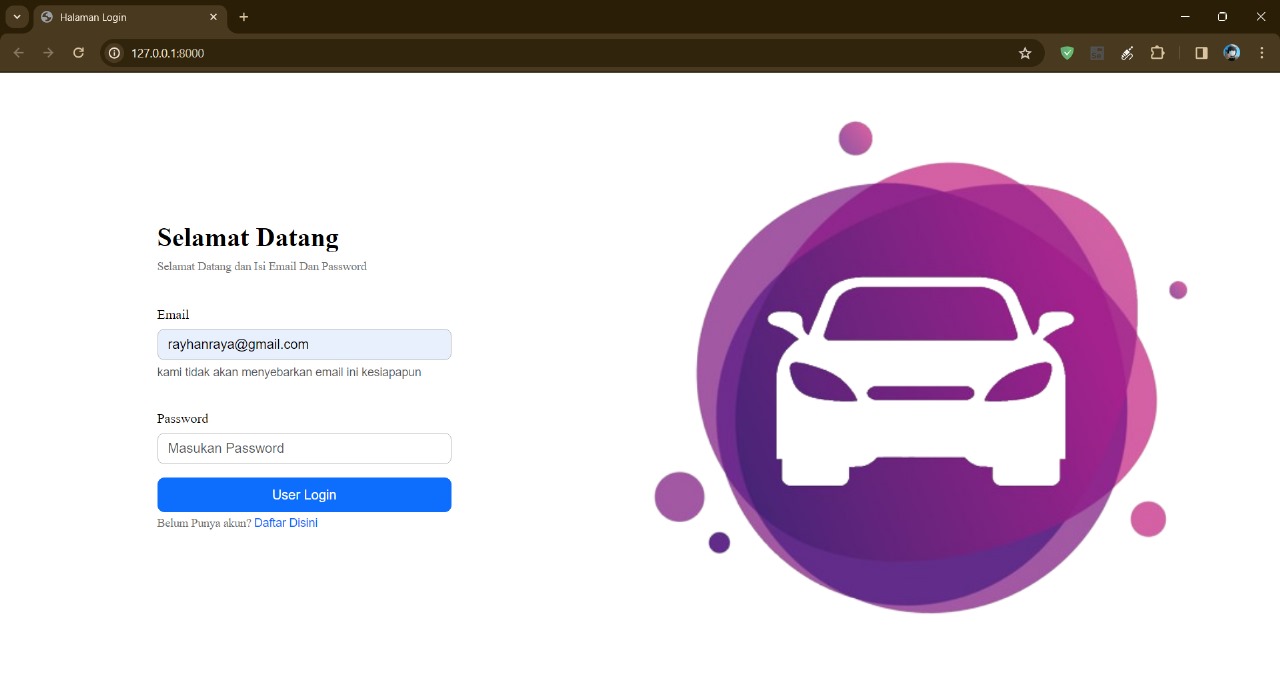 Halaman Login
127.0.0.1:8000
Selamat Datang
Selamat Datang dan Isi Email Dan Password
Email
rayhanraya@gmail.com
kami tidak akan menyebarkan email ini kesiapapun
Password
Masukan Password
User Login
Belum Punya akun? Daftar Disini